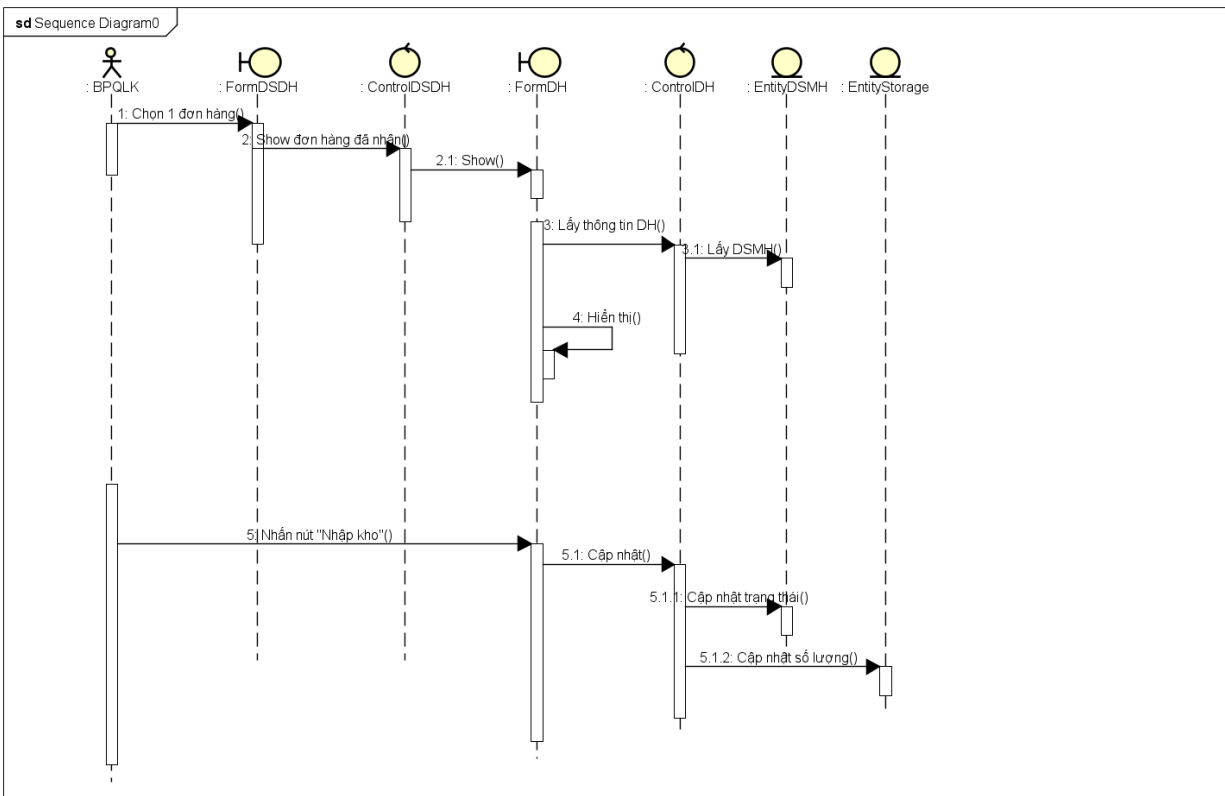 sd Sequence Diagram0
: BPQLK
: FormDSDH
: ControlDSDH
: FormDH
: ControlDH
: EntityDSMH
: EntityStorage
1: Chọn 1 đơn hàng()
2: Show đơn hàng đã nhận()
2.1: Show()
3: Lấy thông tin DH()
3.1: Lấy DSMH()
4: Hiển thị()
5: Nhấn nút "Nhập kho"()
5.1: Cập nhật()
5.1.1: Cập nhật trạng thái()
5.1.2: Cập nhật số lượng()